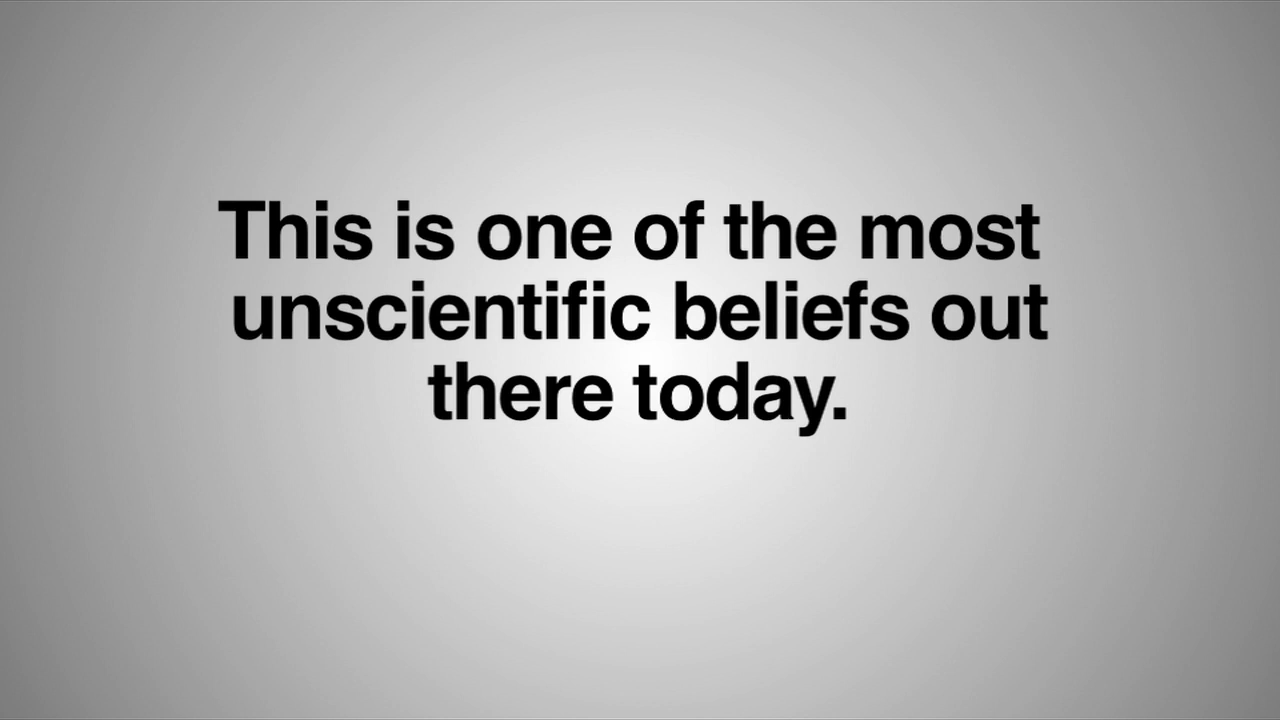 This is one of the most
unscientific beliefs out
there today.